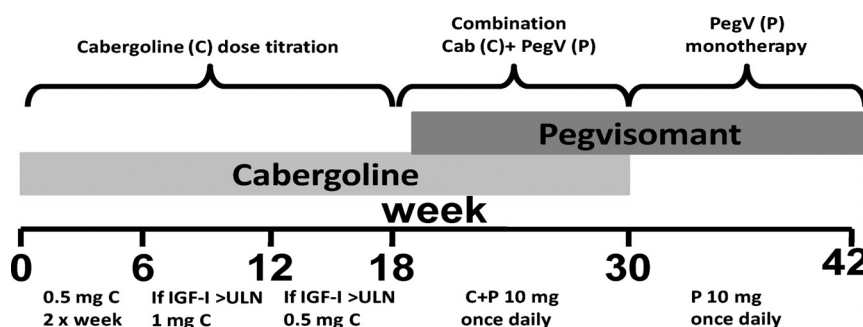 Cabergoline (C) dose titration
Combination
Cab (C)+ PegV (P)
PegV (P)
monotherapy
Pegvisomant
Cabergoline
week
0 6 12 18 30 42
0.5 mg C
2 x week
If IGF-I >ULN
1 mg C
If IGF-I >ULN
0.5 mg C
C+P 10 mg
once daily
P 10 mg
once daily